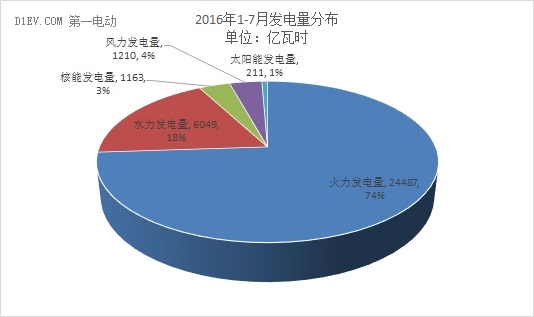 D1EV.COM 第一电动
2016年1-7月发电量分布
单位：亿瓦时
风力发电量,
1210, 4%
太阳能发电量,
211, 1%
核能发电量, 1163,
3%
水力发电量, 6049,
18%
火力发电量, 24487,
74%